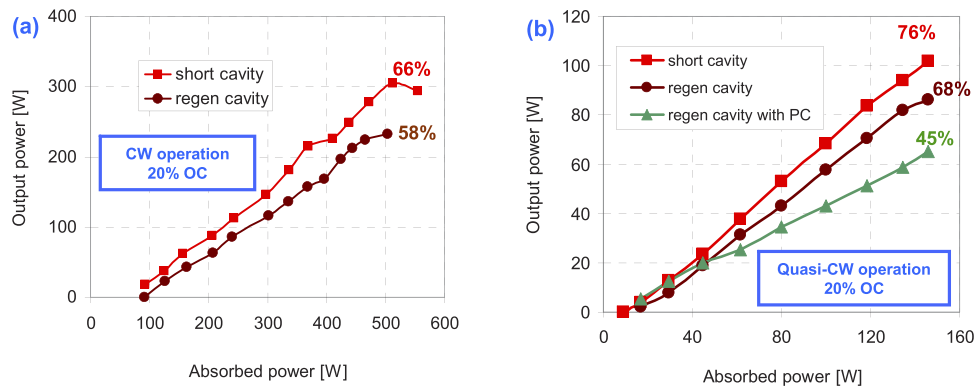 (a)
400
300
200
100
0
0 100 200 300 400 500 600
Output power [W]
Absorbed power [W]
short cavity
regen cavity
CW operation
20% OC
66%
58%
(b)
120
100
80
60
40
20
0
0 40 80 120 160
Output power [W]
Absorbed power [W]
short cavity
regen cavity
regen cavity with PC
76%
68%
45%
Quasi-CW operation
20% OC